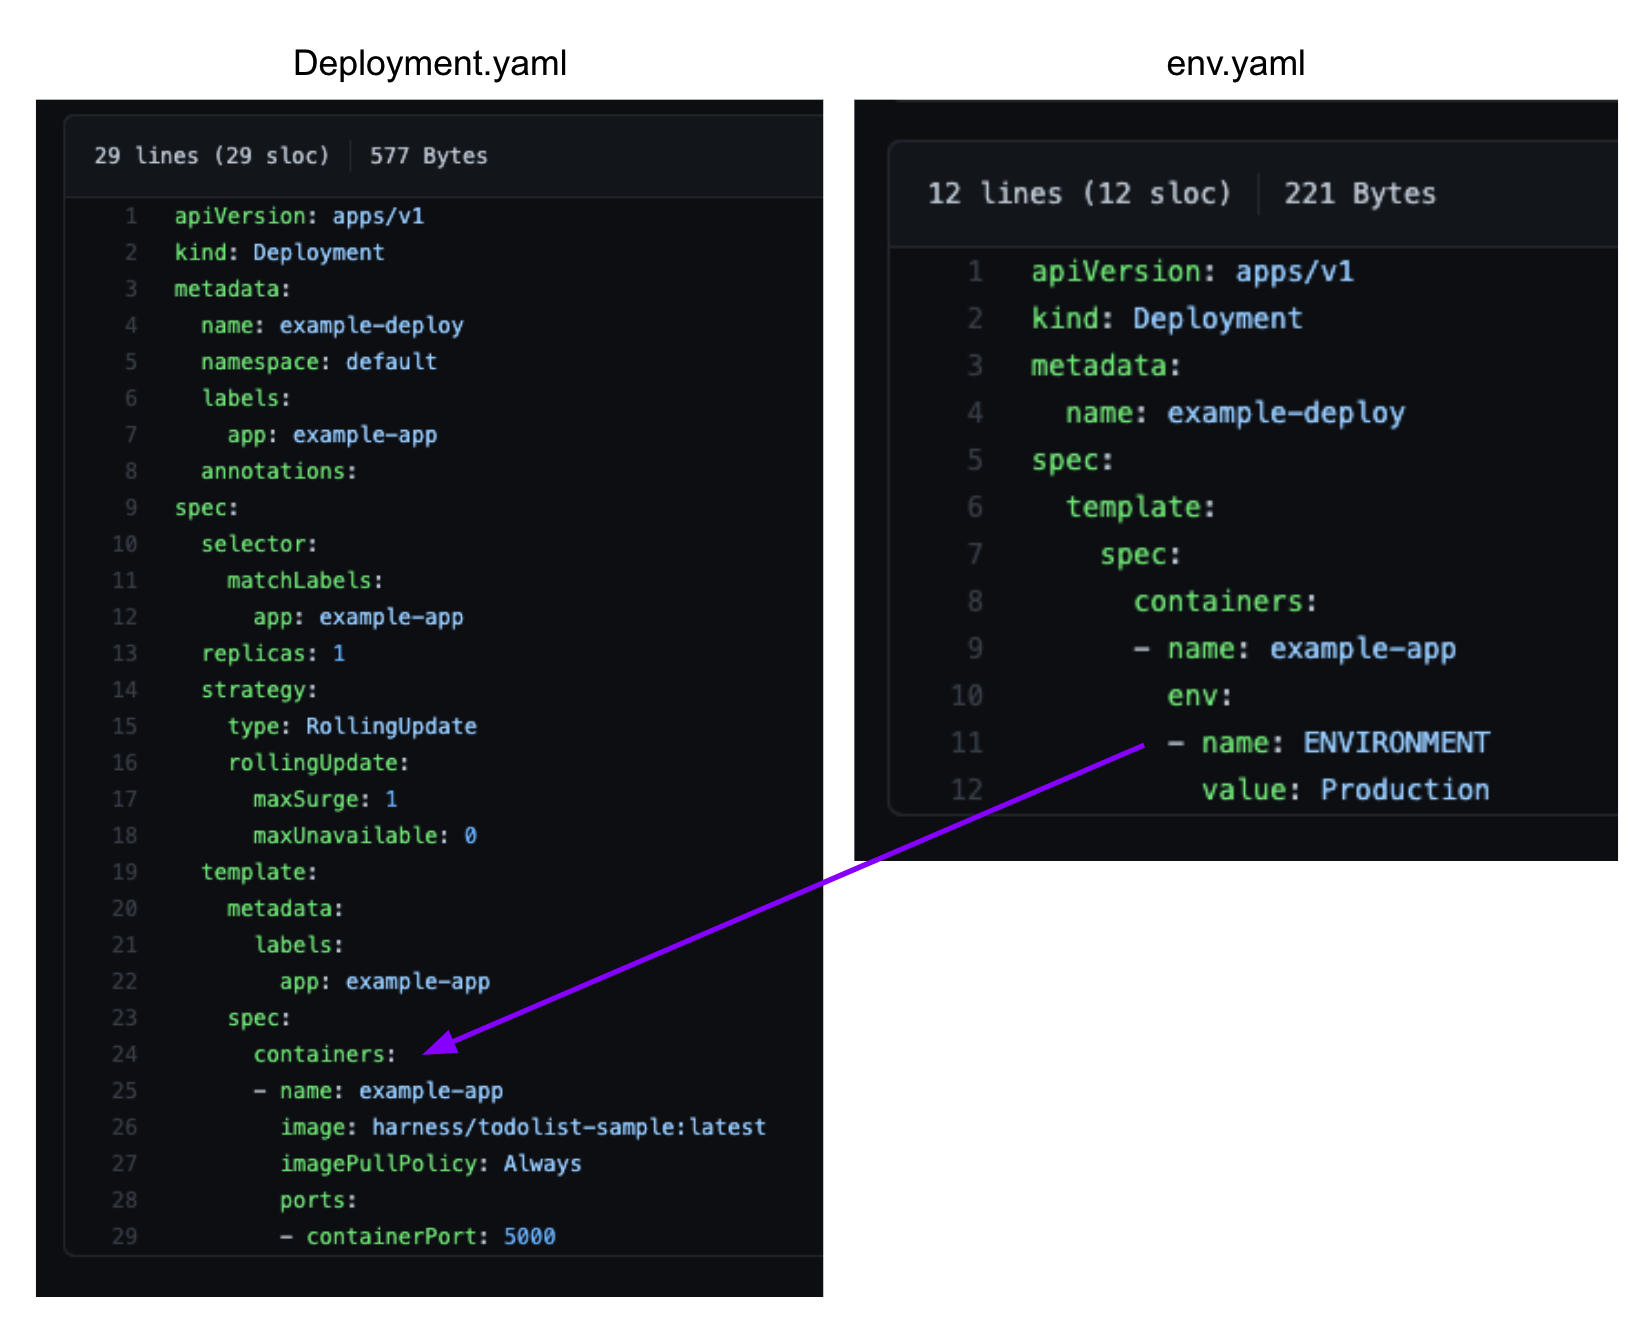 Deployment.yaml
29 lines (29 sloc) 577 Bytes
1 apiVersion: apps/v1
2 kind: Deployment
3 metadata:
4   name: example-deploy
5   namespace: default
6   labels:
7     app: example-app
8   annotations:
9 spec:
10   selector:
11     matchLabels:
12       app: example-app
13   replicas: 1
14   strategy:
15     type: RollingUpdate
16     rollingUpdate:
17       maxSurge: 1
18       maxUnavailable: 0
19   template:
20     metadata:
21       labels:
22         app: example-app
23     spec:
24       containers:
25       - name: example-app
26         image: harness/todolist-sample:latest
27         imagePullPolicy: Always
28         ports:
29         - containerPort: 5000
env.yaml
12 lines (12 sloc) 221 Bytes
1 apiVersion: apps/v1
2 kind: Deployment
3 metadata:
4   name: example-deploy
5 spec:
6   template:
7     spec:
8       containers:
9       - name: example-app
10         env:
11         - name: ENVIRONMENT
12           value: Production